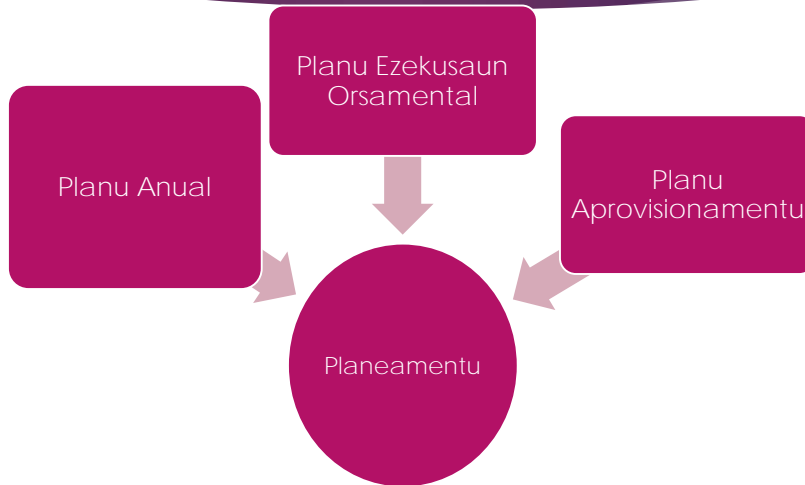 Planu Ezekusaun
Orsamental
Planu Anual
Planu
Aprovisionamentu
Planeamentu